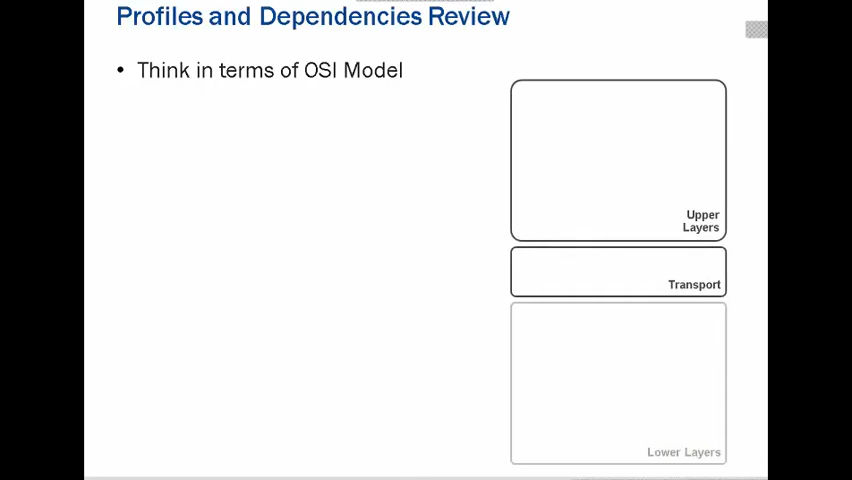 Profiles and Dependencies Review
• Think in terms of OSI Model
Upper
Layers
Transport
Lower Layers